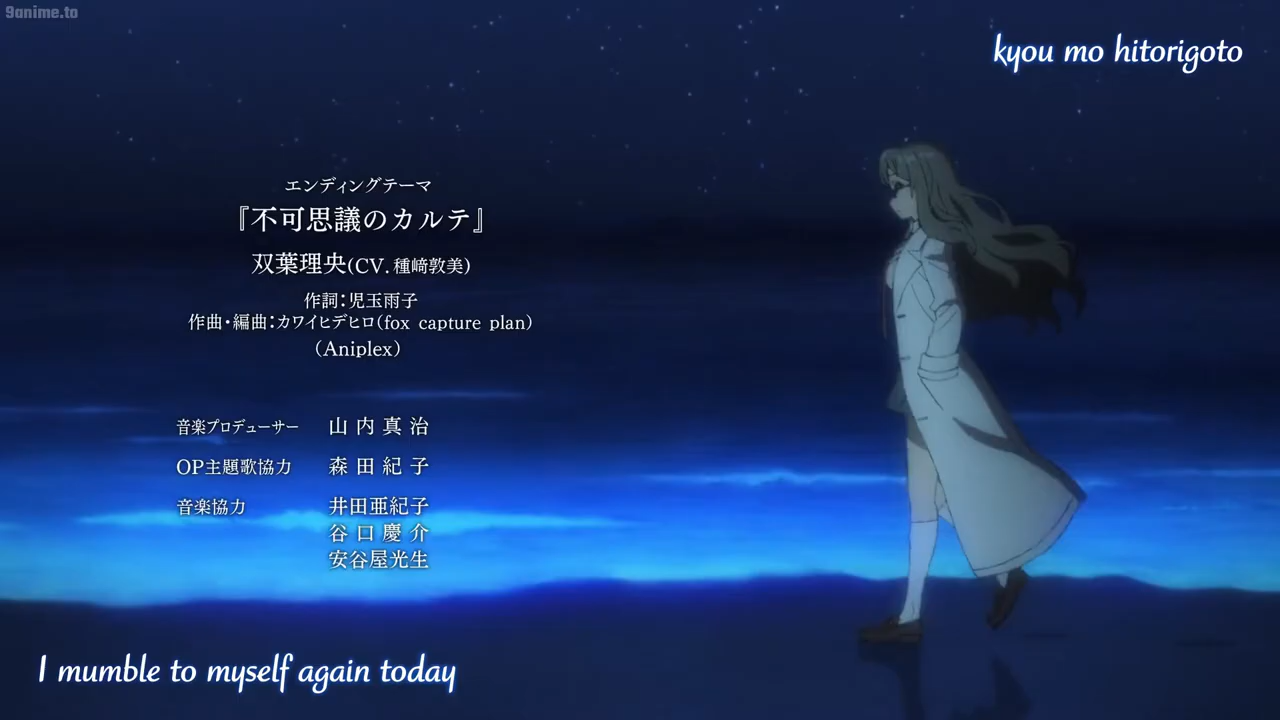 9anime.to
kyou mo hitorigoto
エンディングテーマ
『不可思議のカルテ』
双葉理央(CV.種﨑敦美)
作詞:児玉雨子
作曲・編曲:カワイヒデヒロ(fox capture plan)
(Aniplex)
音楽プロデューサー 山内真治
OP主題歌協力 森田紀子
音楽協力 井田亜紀子
谷口慶介
安谷屋光生
I mumble to myself again today